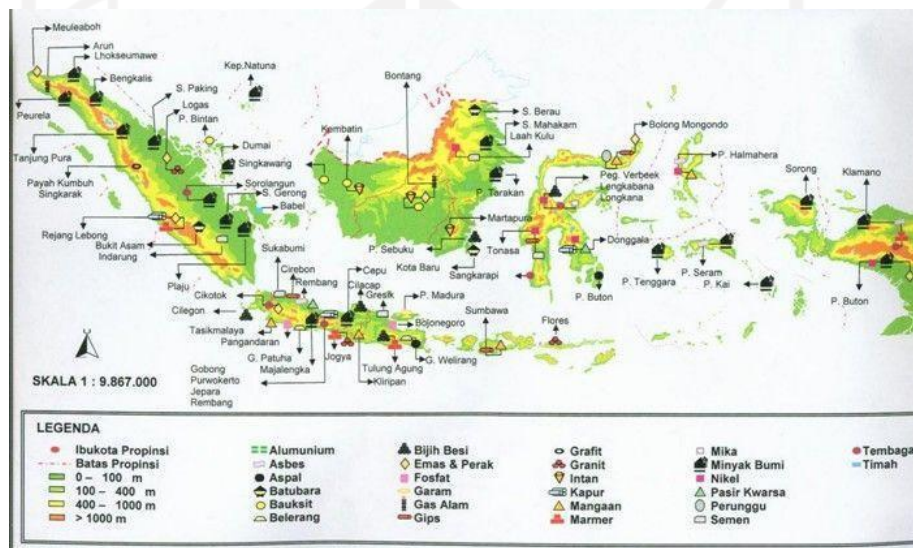 Meuleaboh
Arun
Lhokseumawe
Bengkalis
S. Paking
Logas
P. Bintan
Kep.Natuna
Peurela
Tanjung Pura
Payah Kumbuh
Singkarak
Dumai
Singkawang
Sorolangun
S. Gerong
Babel
Rejang Lebong
Bukit Asam
Indarung
Plaju
Kembatin
Bontang
S. Berau
S. Mahakam
Laah Kulu
P. Tarakan
Martapura
P. Sebuku
Kota Baru
Sangkarapi
Bolong Mongondo
P. Halmahera
Peg. Verbeek
Lengkabana
Longkana
Tonasa
Donggala
P. Buton
Sorong
Klamano
P. Tenggara
P. Seram
P. Kai
P. Buton
Sukabumi
Cirebon
Rembang
Cepu
Cilacap
Gresik
P. Madura
Cikotok
Cilegon
Tasikmalaya
Pangandaran
G. Patuha
Majalengka
Gobong
Purwokerto
Jepara
Rembang
Jogya
Kliripan
Tulung Agung
Bojonegoro
G. Welirang
Sumbawa
Flores
SKALA 1 : 9.867.000
LEGENDA
Ibukota Propinsi
Batas Propinsi
0 – 100 m
100 – 400 m
400 – 1000 m
> 1000 m
Alumunium
Asbes
Aspal
Batubara
Bauksit
Belerang
Bijih Besi
Emas & Perak
Fosfat
Garam
Gas Alam
Gips
Grafit
Granit
Intan
Kapur
Mangaan
Marmer
Mika
Minyak Bumi
Nikel
Pasir Kwarsa
Perunggu
Semen
Tembaga
Timah